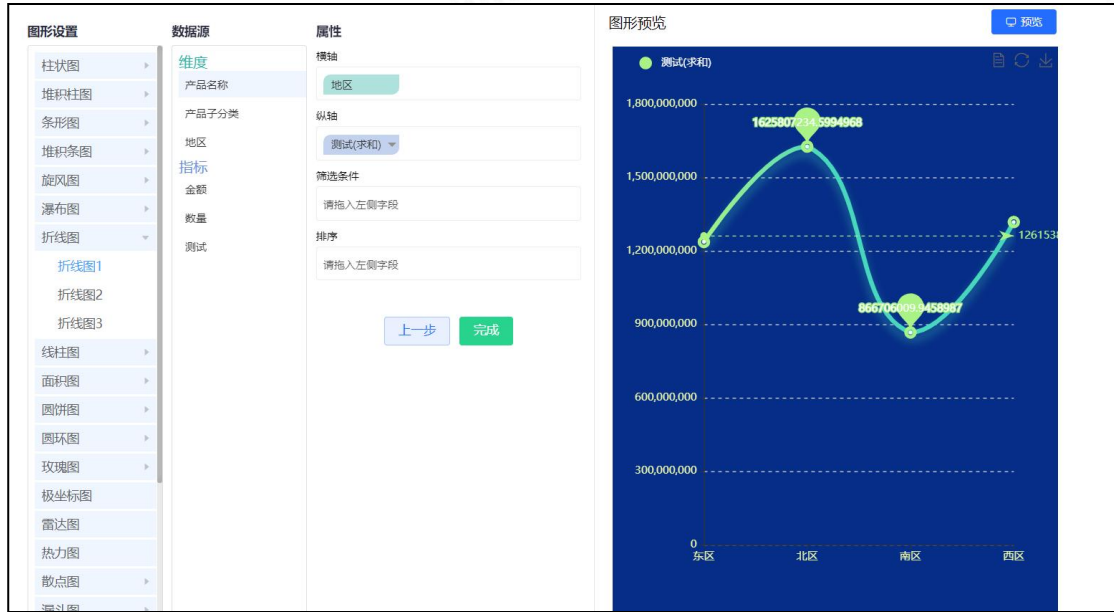 图形设置
柱状图
堆积柱图
条形图
堆积条图
旋风图
瀑布图
折线图
折线图1
折线图2
折线图3
线柱图
面积图
圆饼图
圆环图
玫瑰图
极坐标图
雷达图
热力图
散点图
漏斗图
数据源
维度
产品名称
产品子分类
地区
指标
金额
数量
测试
属性
横轴
地区
纵轴
测试(求和)
筛选条件
请拖入左侧字段
排序
请拖入左侧字段
上一步
完成
图形预览
预览
测试(求和)
1,800,000,000
1625807234.5994968
1,500,000,000
1,200,000,000
1261538
900,000,000
866706009.9458987
600,000,000
300,000,000
0
东区
北区
南区
西区